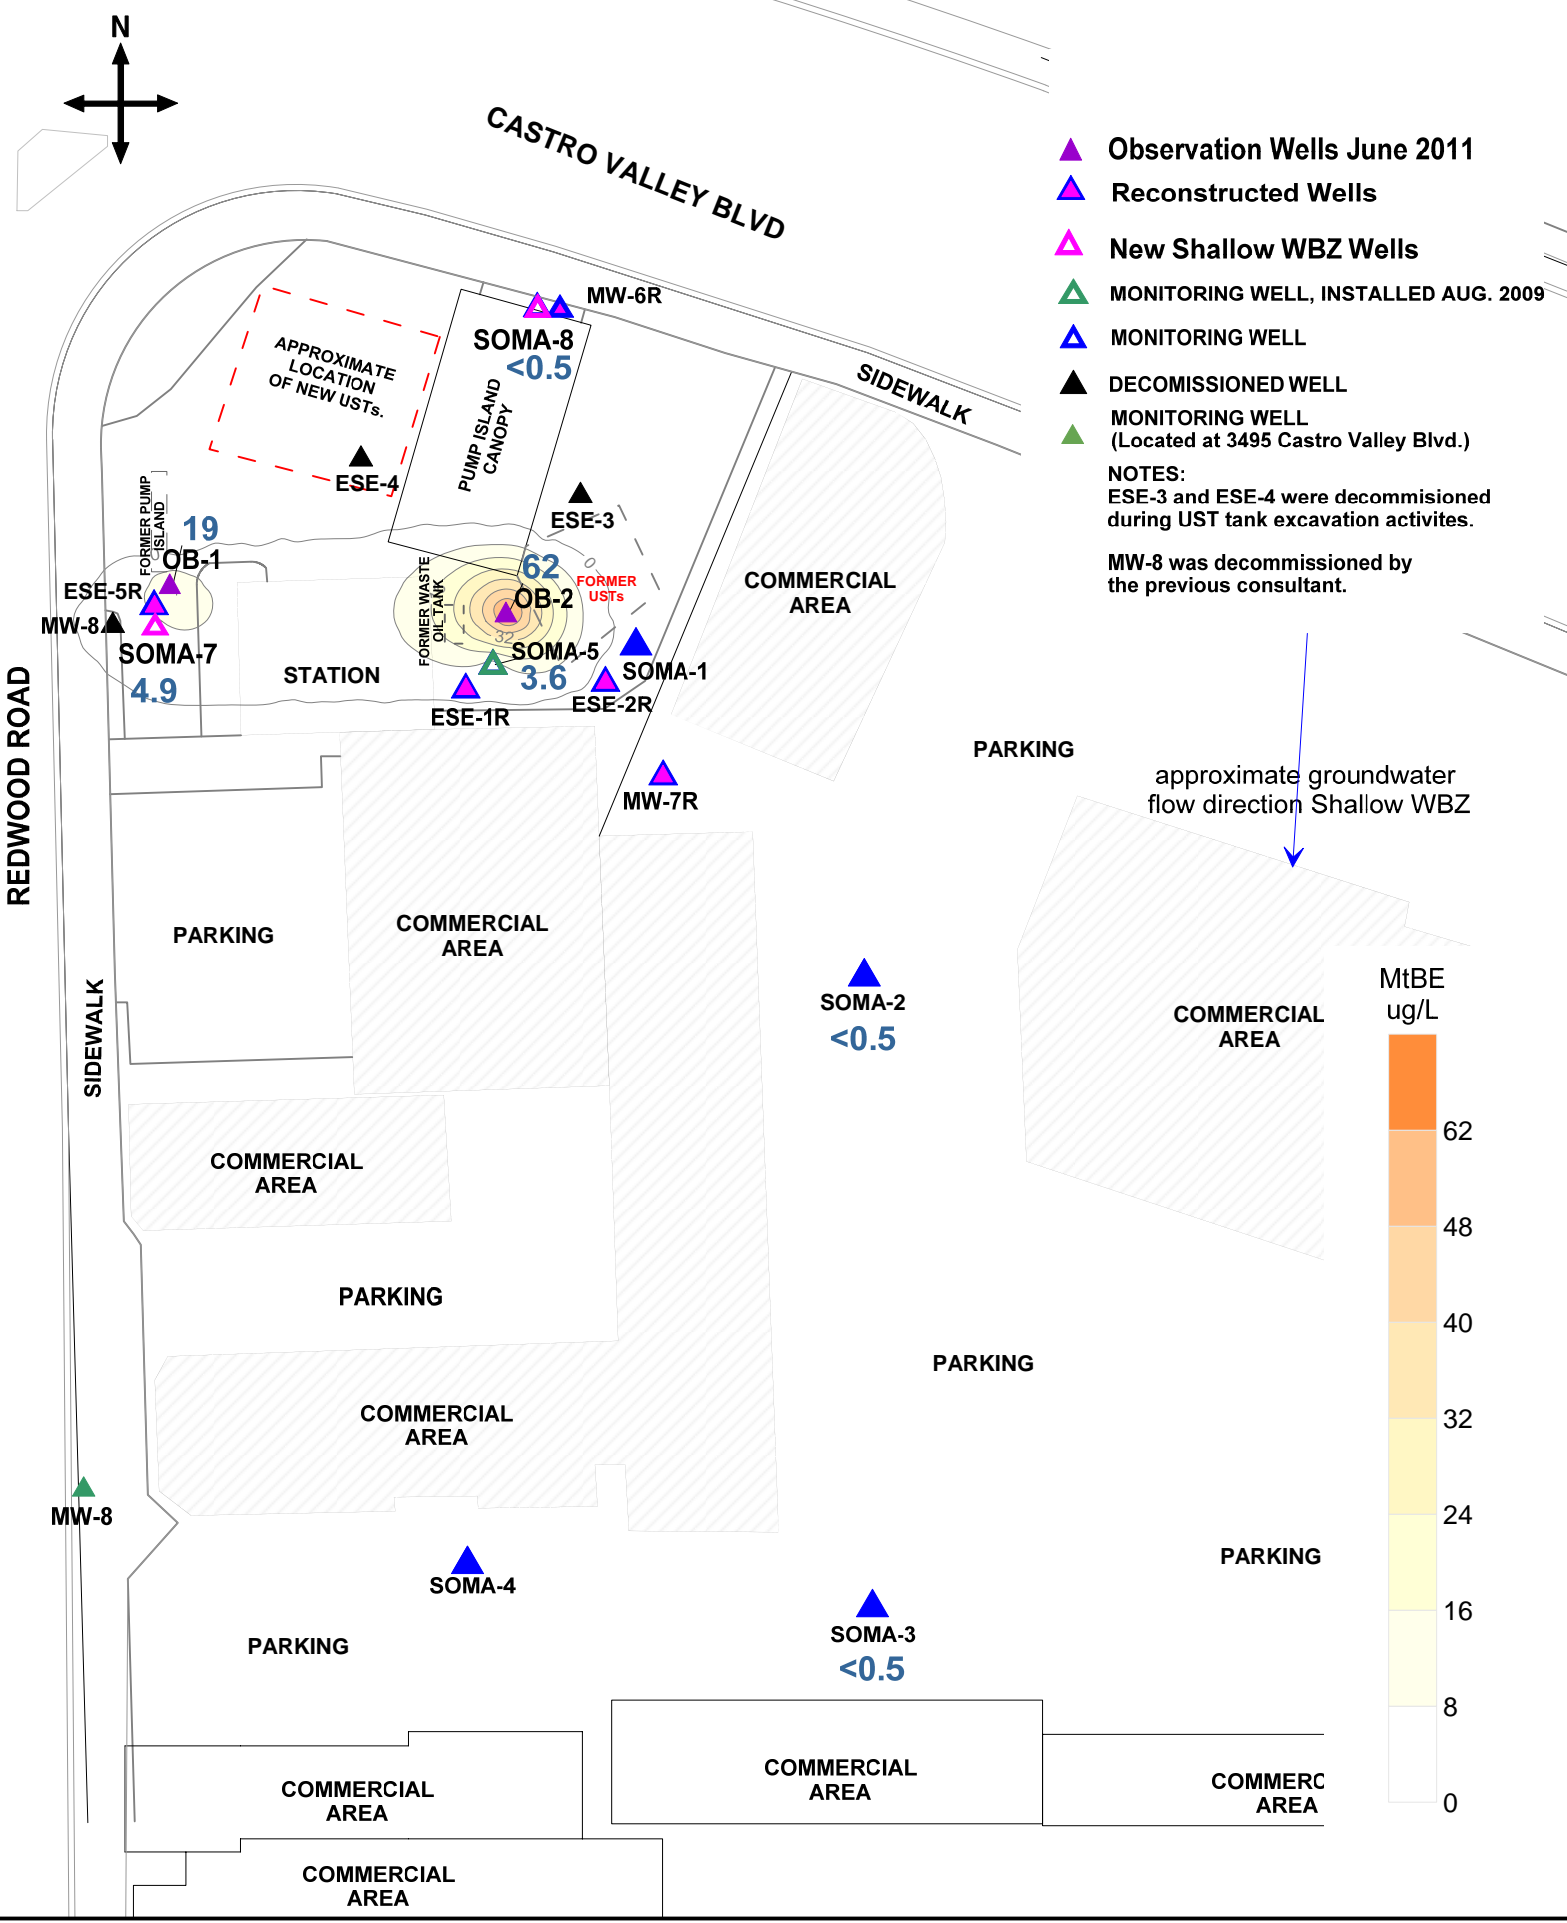 N
CASTRO VALLEY BLVD
Observation Wells June 2011
Reconstructed Wells
New Shallow WBZ Wells
MONITORING WELL, INSTALLED AUG. 2009
MONITORING WELL
DECOMISSIONED WELL
MONITORING WELL
(Located at 3495 Castro Valley Blvd.)
NOTES:
ESE-3 and ESE-4 were decommisioned
during UST tank excavation activites.
MW-8 was decommissioned by
the previous consultant.
MW-6R
SOMA-8
<0.5
APPROXIMATE
LOCATION
OF NEW USTs.
PUMP ISLAND
CANOPY
SIDEWALK
ESE-4
ESE-3
FORMER PUMP
ISLAND
19
OB-1
ESE-5R
MW-8
SOMA-7
4.9
STATION
FORMER WASTE
OIL TANK
62
OB-2
FORMER
USTs
0
32
SOMA-5
3.6
SOMA-1
ESE-1R
ESE-2R
MW-7R
COMMERCIAL
AREA
REDWOOD ROAD
PARKING
approximate groundwater
flow direction Shallow WBZ
PARKING
COMMERCIAL
AREA
SOMA-2
<0.5
COMMERCIAL
AREA
SIDEWALK
MtBE
ug/L
62
48
40
32
24
16
8
0
COMMERCIAL
AREA
PARKING
PARKING
COMMERCIAL
AREA
MW-8
SOMA-4
PARKING
SOMA-3
<0.5
PARKING
COMMERCIAL
AREA
COMMERC
AREA
COMMERCIAL
AREA
COMMERCIAL
AREA